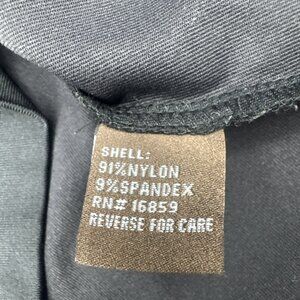 SHELL:
91%NYLON
9%SPANDEX
RN# 16859
REVERSE FOR CARE